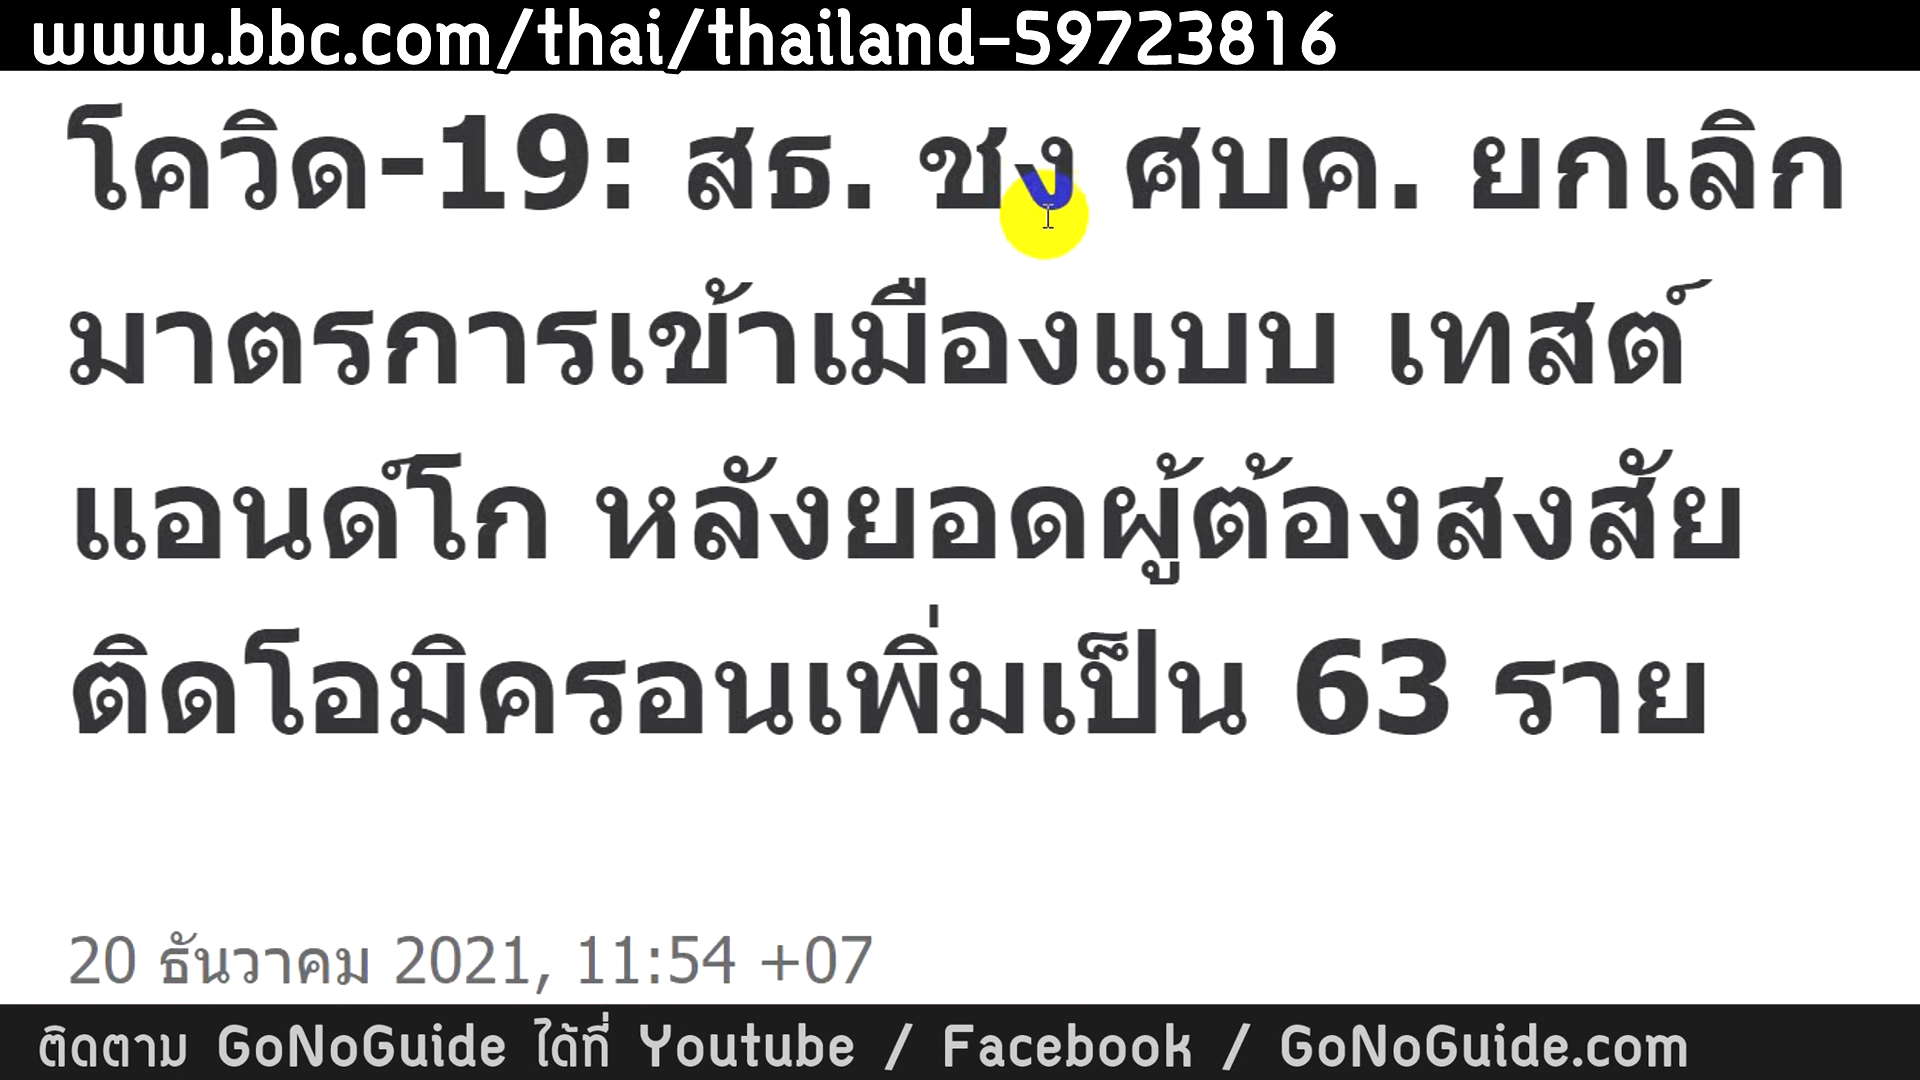 www.bbc.com/thai/thailand-59723816
โควิด-19: สธ. ชง ศบค. ยกเลิก
มาตรการเข้าเมืองแบบ เทสต์
แอนด์โก หลังยอดผู้ต้องสงสัย
ติดโอมิครอนเพิ่มเป็น 63 ราย
20 ธันวาคม 2021, 11:54 +07
ติดตาม GoNoGuide ได้ที่ Youtube / Facebook / GoNoGuide.com